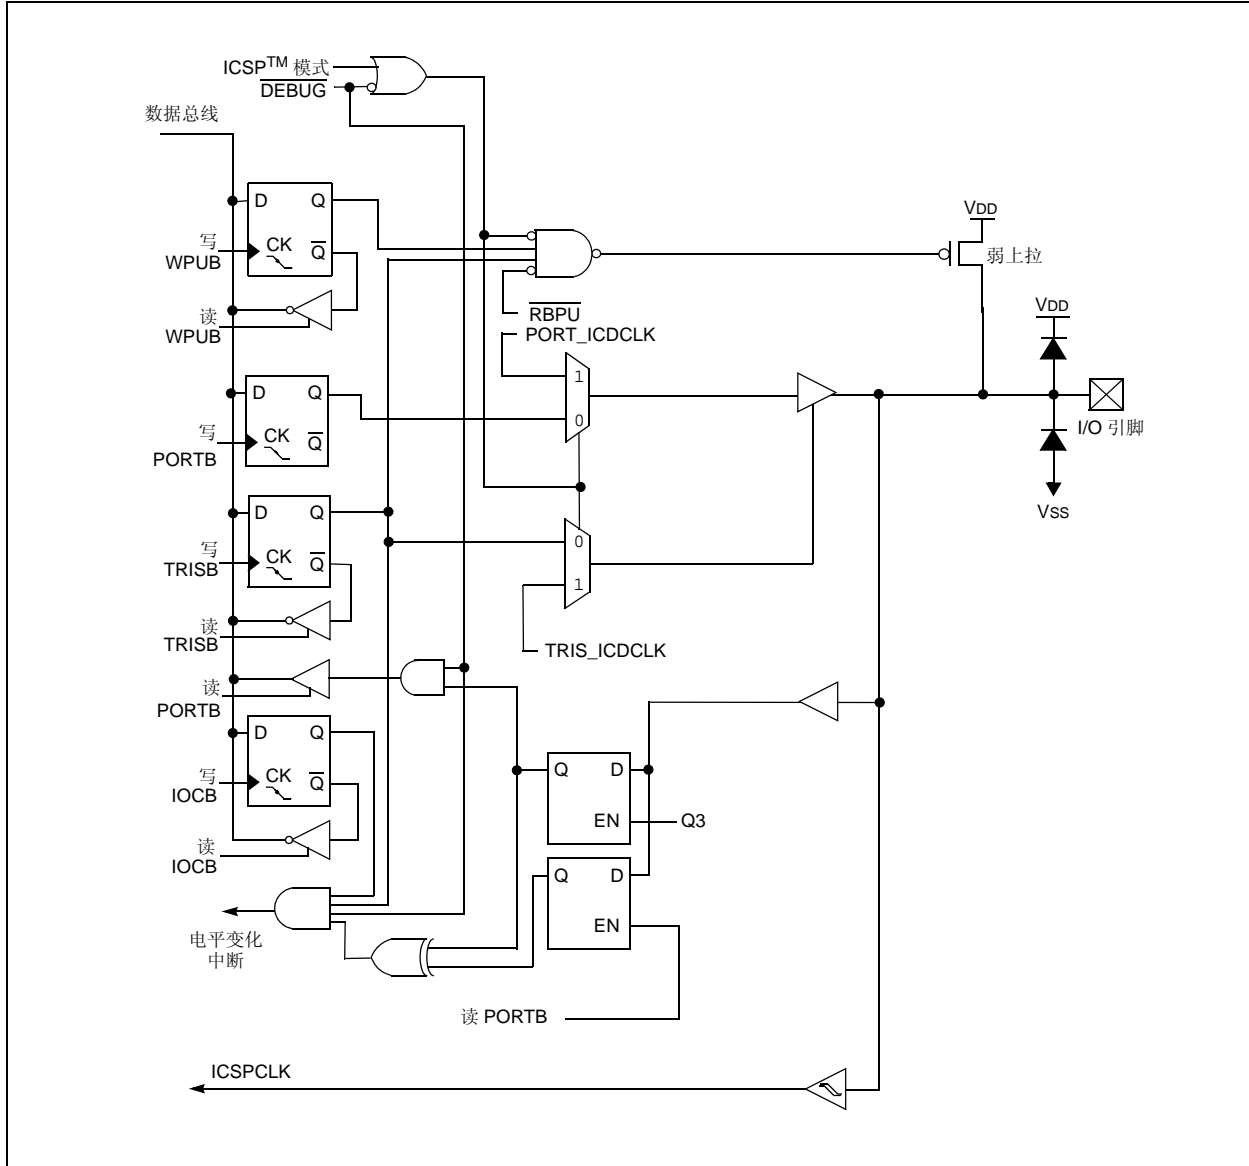 ICSP™ 模式
DEBUG
数据总线
D Q
写
WPUB
CK Q
读
WPUB
VDD
弱上拉
RBPU
PORT_ICDCLK
VDD
1
0
D Q
写
PORTB
CK Q
I/O 引脚
VSS
D Q
写
TRISB
CK Q
0
1
读
TRISB
TRIS_ICDCLK
读
PORTB
D Q
写
IOCB
CK Q
Q D
EN
Q3
读
IOCB
Q D
EN
电平变化
中断
读 PORTB
ICSPCLK